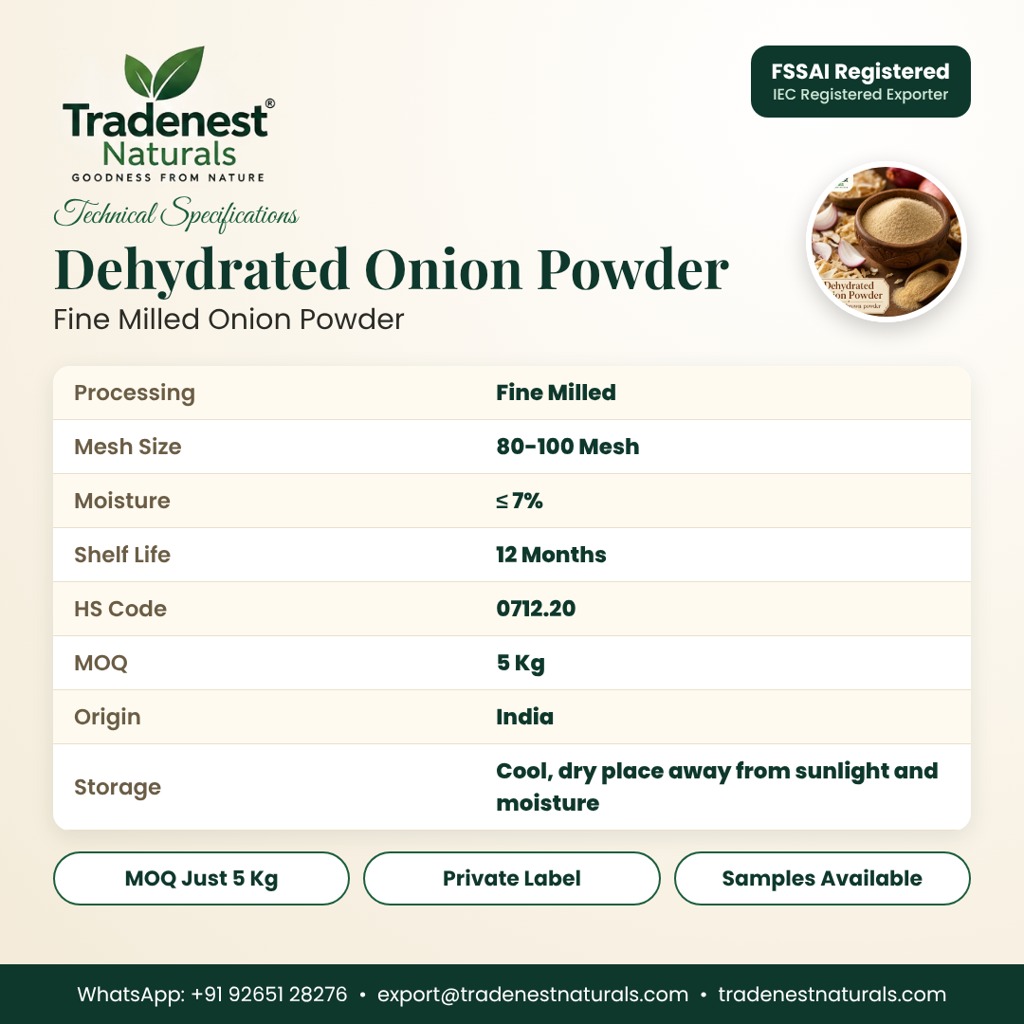 Tradenest®
Naturals
GOODNESS FROM NATURE
FSSAI Registered
IEC Registered Exporter
Technical Specifications
Dehydrated Onion Powder
Fine Milled Onion Powder
Dehydrated
ion Powder
Processing Fine Milled
Mesh Size 80-100 Mesh
Moisture ≤ 7%
Shelf Life 12 Months
HS Code 0712.20
MOQ 5 Kg
Origin India
Storage Cool, dry place away from sunlight and
moisture
MOQ Just 5 Kg
Private Label
Samples Available
WhatsApp: +91 92651 28276 • export@tradenestnaturals.com • tradenestnaturals.com